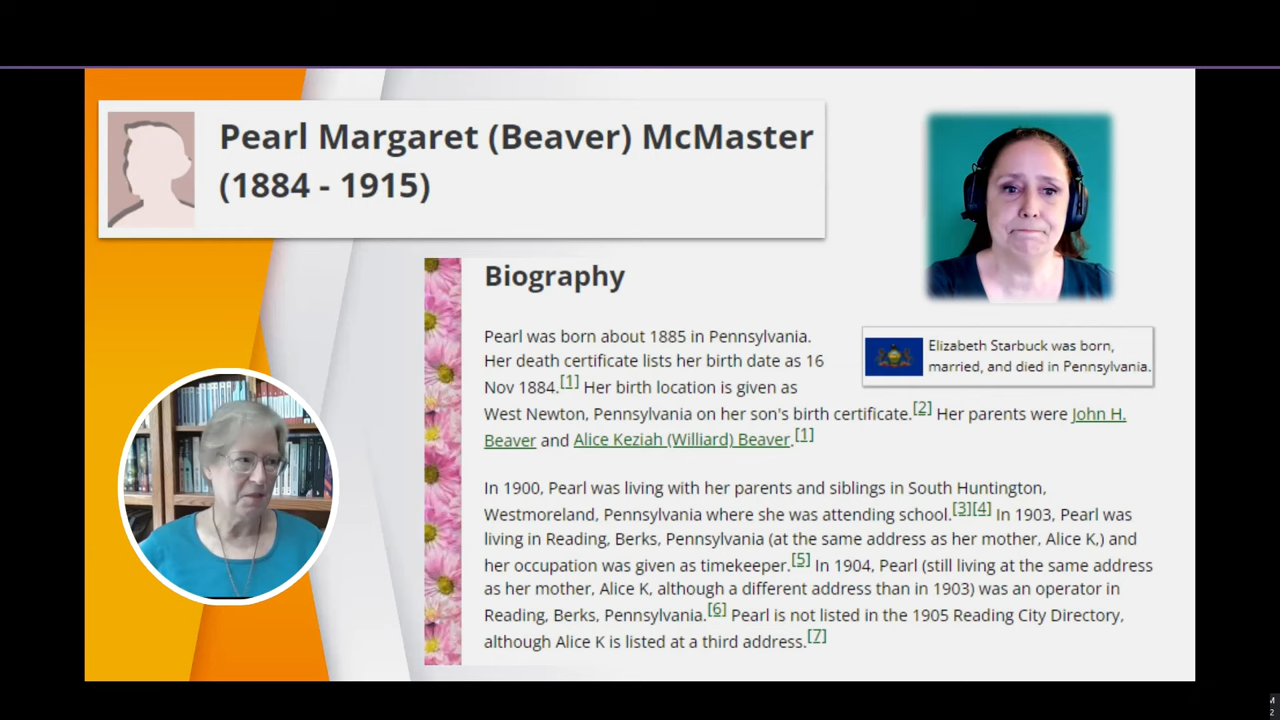 Pearl Margaret (Beaver) McMaster
(1884 - 1915)
Biography
Pearl was born about 1885 in Pennsylvania.
Her death certificate lists her birth date as 16
Nov 1884.[1] Her birth location is given as
West Newton, Pennsylvania on her son's birth certificate.[2] Her parents were John H.
Beaver and Alice Keziah (Williard) Beaver.[1]
Elizabeth Starbuck was born,
married, and died in Pennsylvania.
In 1900, Pearl was living with her parents and siblings in South Huntington,
Westmoreland, Pennsylvania where she was attending school.[3][4] In 1903, Pearl was
living in Reading, Berks, Pennsylvania (at the same address as her mother, Alice K,) and
her occupation was given as timekeeper.[5] In 1904, Pearl (still living at the same address
as her mother, Alice K, although a different address than in 1903) was an operator in
Reading, Berks, Pennsylvania.[6] Pearl is not listed in the 1905 Reading City Directory,
although Alice K is listed at a third address.[7]